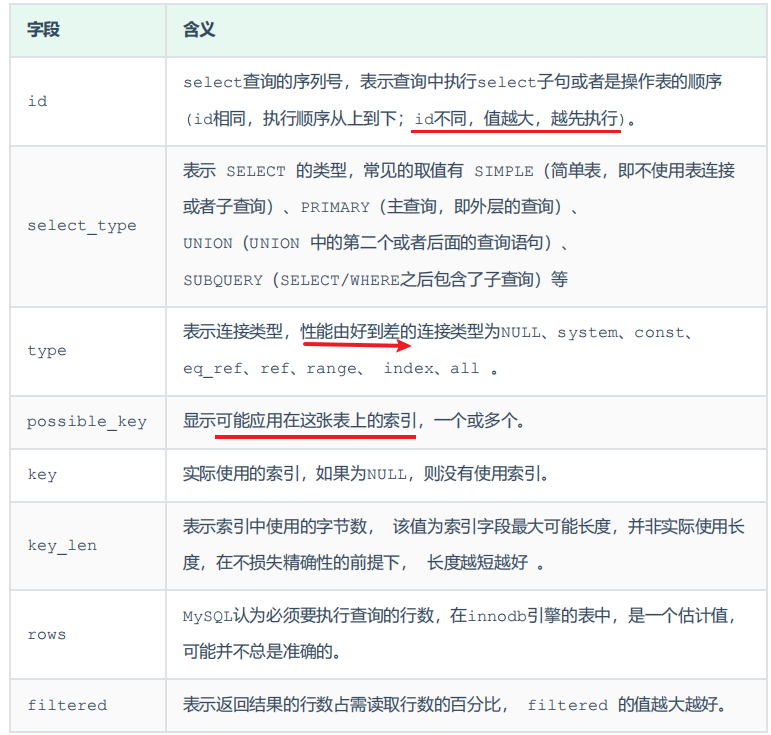 字段
含义
id
select查询的序列号，表示查询中执行select子句或者是操作表的顺序
(id相同，执行顺序从上到下；id不同，值越大，越先执行)。
select_type
表示 SELECT 的类型，常见的取值有 SIMPLE（简单表，即不使用表连接
或者子查询）、PRIMARY（主查询，即外层的查询）、
UNION（UNION 中的第二个或者后面的查询语句）、
SUBQUERY（SELECT/WHERE之后包含了子查询）等
type
表示连接类型，性能由好到差的连接类型为NULL、system、const、
eq_ref、ref、range、 index、all 。
possible_key
显示可能应用在这张表上的索引，一个或多个。
key
实际使用的索引，如果为NULL，则没有使用索引。
key_len
表示索引中使用的字节数， 该值为索引字段最大可能长度，并非实际使用长
度，在不损失精确性的前提下， 长度越短越好 。
rows
MySQL认为必须要执行查询的行数，在innodb引擎的表中，是一个估计值，
可能并不总是准确的。
filtered
表示返回结果的行数占需读取行数的百分比， filtered 的值越大越好。